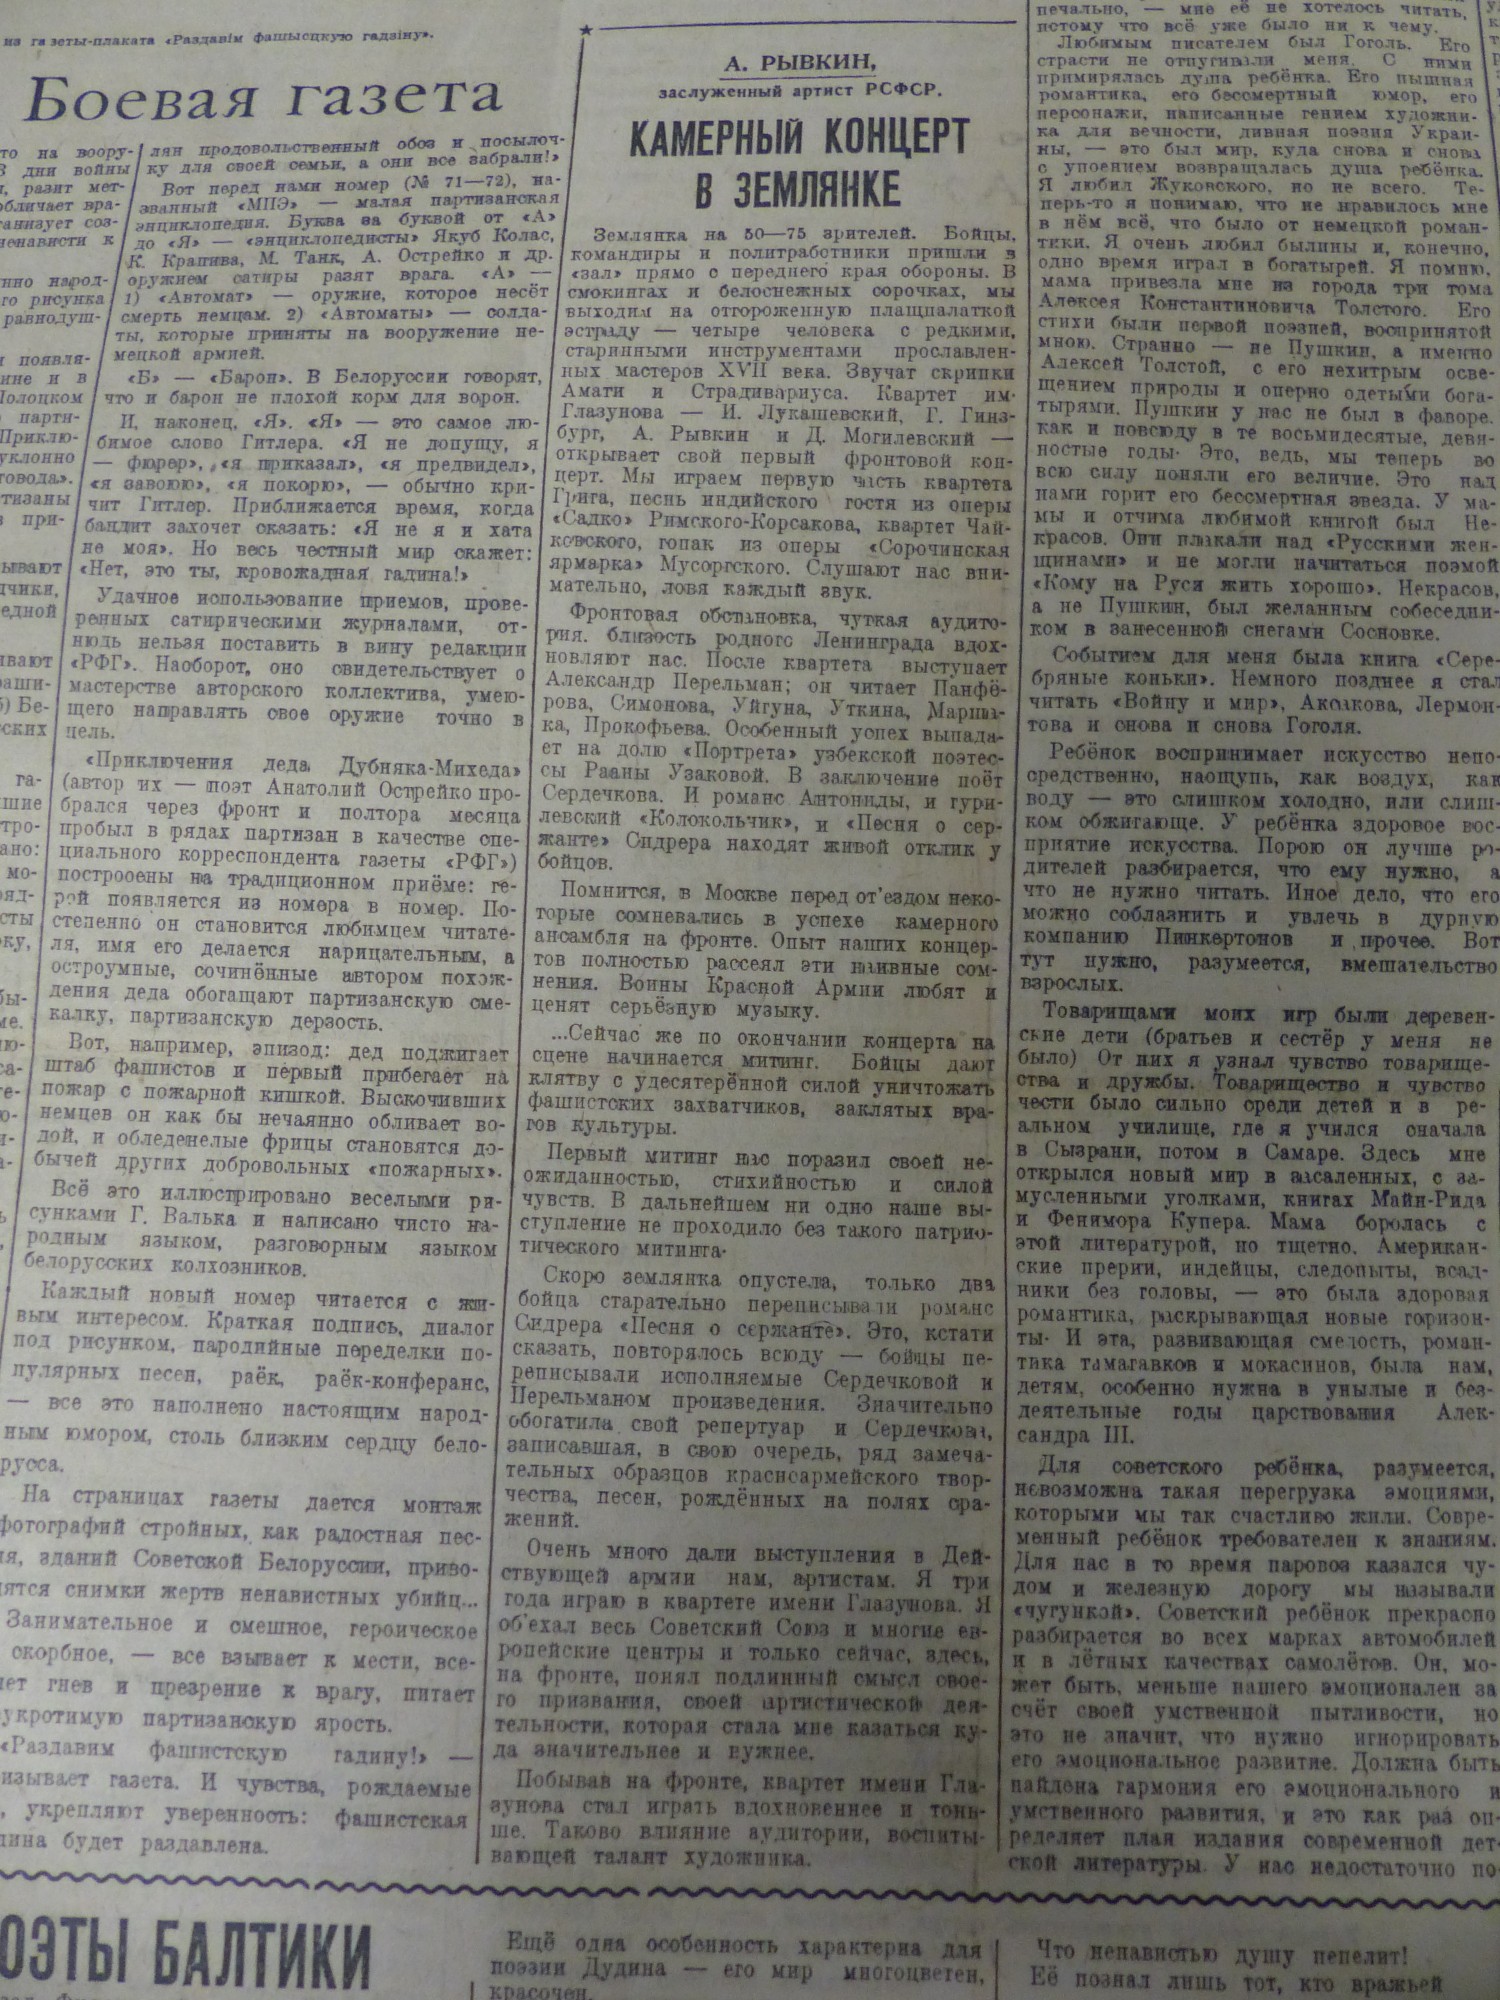 из газеты-плаката «Раздавім фашысцкую гадзіну».
Боевая газета
то на воору-
В дни войны
, разит мет-
обличает вра-
ганизует соз-
ненависти к
нно народ-
го рисунка
равнодуш-
появля-
ине и в
Полоцком
парти-
Приклю-
уклонно
говода».
тизаны
в при-
ывают
дчики,
едной
ывают
аши-
б) Бе-
ских
га-
шие
тро-
ано:
мо-
ряд-
сты
ку,
бы-
ме.
лян продовольственный обоз и посылоч-
ку для своей семьи, а они все забрали!»
Вот перед нами номер (№ 71—72), на-
званный «МПЭ» — малая партизанская
энциклопедия. Буква за буквой от «А»
до «Я» — «энциклопедисты» Якуб Колас,
К. Крапива, М. Танк, А. Острейко и др.
оружием сатиры разят врага. «А» —
1) «Автомат» — оружие, которое несёт
смерть немцам. 2) «Автоматы» — солда-
ты, которые приняты на вооружение не-
мецкой армией.
«Б» — «Барон». В Белоруссии говорят,
что и барон не плохой корм для ворон.
И, наконец, «Я». «Я» — это самое лю-
бимое слово Гитлера. «Я не допущу, я
— фюрер», «я приказал», «я предвидел»,
«я завоюю», «я покорю», — обычно кри-
чит Гитлер. Приближается время, когда
бандит захочет сказать: «Я не я и хата
не моя». Но весь честный мир скажет:
«Нет, это ты, кровожадная гадина!»
Удачное использование приемов, прове-
ренных сатирическими журналами, от-
нюдь нельзя поставить в вину редакции
«РФГ». Наоборот, оно свидетельствует о
мастерстве авторского коллектива, умею-
щего направлять свое оружие точно в
цель.
«Приключения деда Дубняка-Михеда»
(автор их — поэт Анатолий Острейко про-
брался через фронт и полтора месяца
пробыл в рядах партизан в качестве спе-
циального корреспондента газеты «РФГ»)
построены на традиционном приёме: ге-
рой появляется из номера в номер. По-
степенно он становится любимцем читате-
ля, имя его делается нарицательным, а
остроумные, сочинённые автором похож-
дения деда обогащают партизанскую сме-
калку, партизанскую дерзость.
Вот, например, эпизод: дед поджигает
штаб фашистов и первый прибегает на
пожар с пожарной кишкой. Выскочивших
немцев он как бы нечаянно обливает во-
дой, и обледенелые фрицы становятся до-
бычей других добровольных «пожарных».
Всё это иллюстрировано веселыми ри-
сунками Г. Валька и написано чисто на-
родным языком, разговорным языком
белорусских колхозников.
Каждый новый номер читается с жи-
вым интересом. Краткая подпись, диалог
под рисунком, пародийные переделки по-
пулярных песен, раёк, раёк-конферанс,
— все это наполнено настоящим народ-
ным юмором, столь близким сердцу бело-
русса.
На страницах газеты дается монтаж
фотографий стройных, как радостная пес-
ня, зданий Советской Белоруссии, приво-
дятся снимки жертв ненавистных убийц...
Занимательное и смешное, героическое
скорбное, — все взывает к мести, все-
ляет гнев и презрение к врагу, питает
укротимую партизанскую ярость.
«Раздавим фашистскую гадину!» —
изывает газета. И чувства, рождаемые
, укрепляют уверенность: фашистская
дина будет раздавлена.
А. РЫВКИН,
заслуженный артист РСФСР.
КАМЕРНЫЙ КОНЦЕРТ
В ЗЕМЛЯНКЕ
Землянка на 50—75 зрителей. Бойцы,
командиры и политработники пришли в
«зал» прямо с переднего края обороны. В
смокингах и белоснежных сорочках, мы
выходим на отгороженную плащпалаткой
эстраду — четыре человека с редкими,
старинными инструментами прославлен-
ных мастеров XVII века. Звучат скрипки
Амати и Страдивариуса. Квартет им.
Глазунова — И. Лукашевский, Г. Гинз-
бург, А. Рывкин и Д. Могилевский —
открывает свой первый фронтовой кон-
церт. Мы играем первую часть квартета
Грига, песнь индийского гостя из оперы
«Садко» Римского-Корсакова, квартет Чай-
ковского, гопак из оперы «Сорочинская
ярмарка» Мусоргского. Слушают нас вни-
мательно, ловя каждый звук.
Фронтовая обстановка, чуткая аудито-
рия, близость родного Ленинграда вдох-
новляют нас. После квартета выступает
Александр Перельман; он читает Панфё-
рова, Симонова, Уйгуна, Уткина, Марша-
ка, Прокофьева. Особенный успех выпада-
ет на долю «Портрета» узбекской поэтес-
сы Рааны Узаковой. В заключение поёт
Сердечкова. И романс Антониды, и гури-
левский «Колокольчик», и «Песня о сер-
жанте» Сидрера находят живой отклик у
бойцов.
Помнится, в Москве перед от'ездом неко-
торые сомневались в успехе камерного
ансамбля на фронте. Опыт наших концер-
тов полностью рассеял эти наивные сом-
нения. Воины Красной Армии любят и
ценят серьёзную музыку.
...Сейчас же по окончании концерта на
сцене начинается митинг. Бойцы дают
клятву с удесятерённой силой уничтожать
фашистских захватчиков, заклятых вра-
гов культуры.
Первый митинг нас поразил своей не-
ожиданностью, стихийностью и силой
чувств. В дальнейшем ни одно наше вы-
ступление не проходило без такого патрио-
тического митинга.
Скоро землянка опустела, только два
бойца старательно переписывали романс
Сидрера «Песня о сержанте». Это, кстати
сказать, повторялось всюду — бойцы пе-
реписывали исполняемые Сердечковой и
Перельманом произведения. Значительно
обогатила свой репертуар и Сердечкова,
записавшая, в свою очередь, ряд замеча-
тельных образцов красноармейского твор-
чества, песен, рождённых на полях сра-
жений.
Очень много дали выступления в Дей-
ствующей армии нам, артистам. Я три
года играю в квартете имени Глазунова. Я
об'ехал весь Советский Союз и многие ев-
ропейские центры и только сейчас, здесь,
на фронте, понял подлинный смысл свое-
го призвания, своей артистической дея-
тельности, которая стала мне казаться ку-
да значительнее и нужнее.
Побывав на фронте, квартет имени Гла-
зунова стал играть вдохновеннее и тонь-
ше. Таково влияние аудитории, воспиты-
вающей талант художника.
печально, — мне её не хотелось читать,
потому что всё уже было ни к чему.
Любимым писателем был Гоголь. Его
страсти не отпугивали меня. С ними
примирялась душа ребёнка. Его пышная
романтика, его бессмертный юмор, его
персонажи, написанные гением художни-
ка для вечности, дивная поэзия Украи-
ны, — это был мир, куда снова и снова
с упоением возвращалась душа ребёнка.
Я любил Жуковского, но не всего. Те-
перь-то я понимаю, что не нравилось мне
в нём всё, что было от немецкой роман-
тики. Я очень любил былины и, конечно,
одно время играл в богатырей. Я помню,
мама привезла мне из города три тома
Алексея Константиновича Толстого. Его
стихи были первой поэзией, воспринятой
мною. Странно — не Пушкин, а именно
Алексей Толстой, с его нехитрым осве-
щением природы и оперно одетыми бога-
тырями. Пушкин у нас не был в фаворе,
как и повсюду в те восьмидесятые, девя-
ностые годы. Это, ведь, мы теперь во
всю силу поняли его величие. Это над
нами горит его бессмертная звезда. У ма-
мы и отчима любимой книгой был Не-
красов. Они плакали над «Русскими жен-
щинами» и не могли начитаться поэмой
«Кому на Руси жить хорошо». Некрасов,
а не Пушкин, был желанным собеседни-
ком в занесенной снегами Сосновке.
Событием для меня была книга «Сере-
бряные коньки». Немного позднее я стал
читать «Войну и мир», Аксакова, Лермон-
това и снова и снова Гоголя.
Ребёнок воспринимает искусство непо-
средственно, наощупь, как воздух, как
воду — это слишком холодно, или слиш-
ком обжигающе. У ребёнка здоровое вос-
приятие искусства. Порою он лучше ро-
дителей разбирается, что ему нужно, а
что не нужно читать. Иное дело, что его
можно соблазнить и увлечь в дурную
компанию Пинкертонов и прочее. Вот
тут нужно, разумеется, вмешательство
взрослых.
Товарищами моих игр были деревен-
ские дети (братьев и сестёр у меня не
было) От них я узнал чувство товарище-
ства и дружбы. Товарищество и чувство
чести было сильно среди детей и в ре-
альном училище, где я учился сначала
в Сызрани, потом в Самаре. Здесь мне
открылся новый мир в засаленных, с за-
мусленными уголками, книгах Майн-Рида
и Фенимора Купера. Мама боролась с
этой литературой, но тщетно. Американ-
ские прерии, индейцы, следопыты, всад-
ники без головы, — это была здоровая
романтика, раскрывающая новые горизон-
ты. И эта, развивающая смелость, роман-
тика тамагавков и мокасинов, была нам,
детям, особенно нужна в унылые и без-
деятельные годы царствования Алек-
сандра III.
Для советского ребёнка, разумеется,
невозможна такая перегрузка эмоциями,
которыми мы так счастливо жили. Совре-
менный ребёнок требователен к знаниям.
Для нас в то время паровоз казался чу-
дом и железную дорогу мы называли
«чугункой». Советский ребёнок прекрасно
разбирается во всех марках автомобилей
и в лётных качествах самолётов. Он, мо-
жет быть, меньше нашего эмоционален за
счёт своей умственной пытливости, но
это не значит, что нужно игнорировать
его эмоциональное развитие. Должна быть
найдена гармония его эмоционального и
умственного развития, и это как раз оп-
ределяет план издания современной дет-
ской литературы. У нас недостаточно по-
ОЭТЫ БАЛТИКИ
Ещё одна особенность характерна для
поэзии Дудина — его мир многоцветен,
красочен.
Что ненавистью душу пепелит!
Её познал лишь тот, кто вражьей